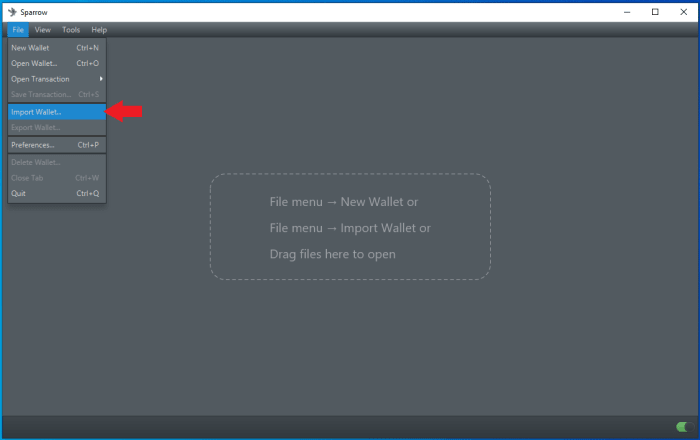 Sparrow
File View Tools Help
New Wallet Ctrl+N
Open Wallet... Ctrl+O
Open Transaction
Save Transaction... Ctrl+S
Import Wallet...
Export Wallet...
Preferences... Ctrl+P
Delete Wallet...
Close Tab Ctrl+W
Quit Ctrl+Q
File menu → New Wallet or
File menu → Import Wallet or
Drag files here to open